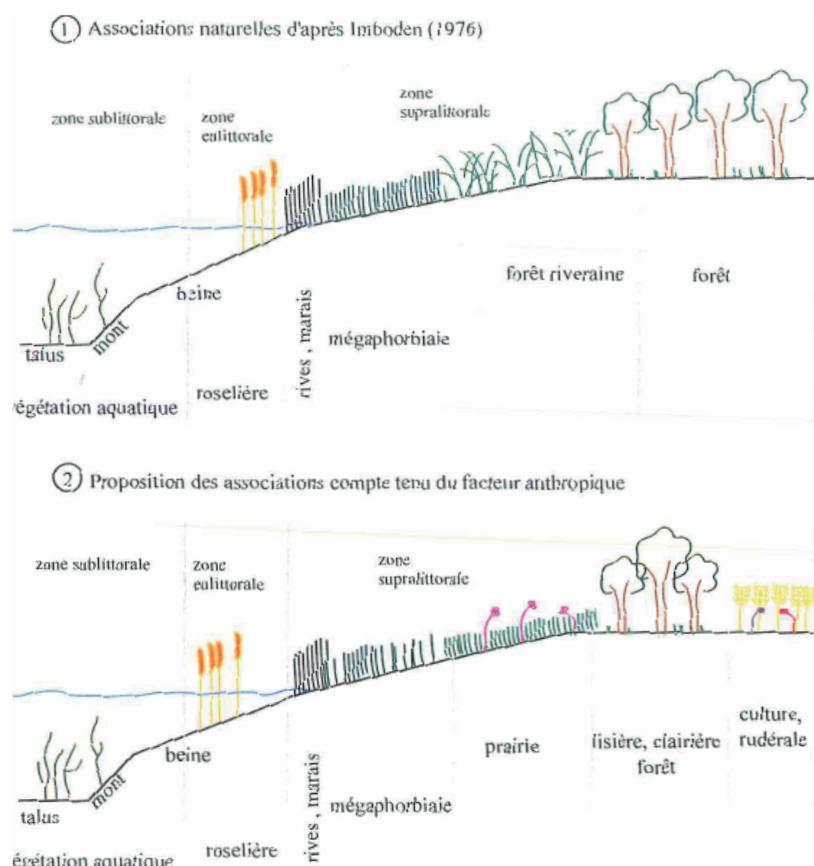 ① Associations naturelles d'après Imboden (1976)
zone sublittorale
zone
eulittorale
zone
supralittorale
talus
mont
beine
rives, marais
mégaphorbiaie
forêt riveraine
forêt
végétation aquatique
roselière
② Proposition des associations compte tenu du facteur anthropique
zone sublittorale
zone
eulittorale
zone
supralittorale
talus
mont
beine
rives, marais
mégaphorbiaie
prairie
lisière, clairière
forêt
culture,
rudérale
égétation aquatique
roselière